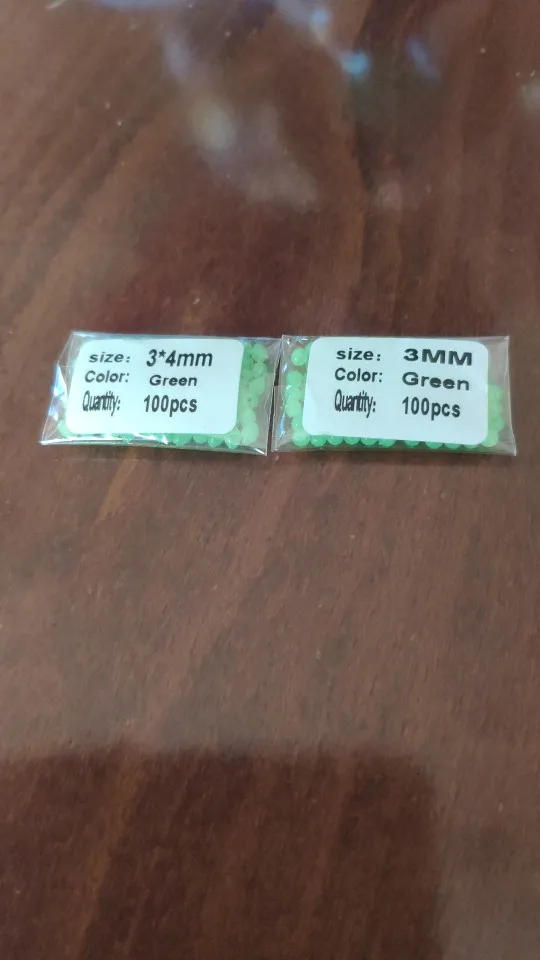 size: 3*4mm
Color: Green
Quantity: 100pcs
size: 3MM
Color: Green
Quantity: 100pcs